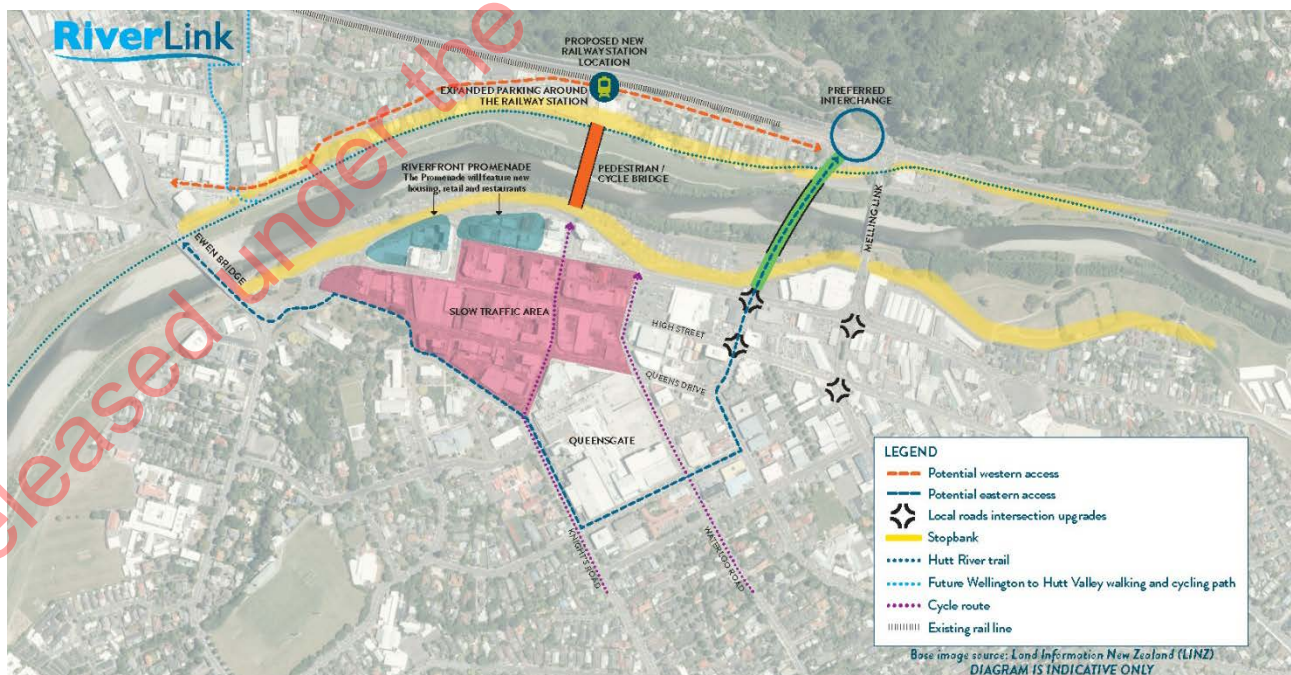 RiverLink
PROPOSED NEW
RAILWAY STATION
LOCATION
EXPANDED PARKING AROUND
THE RAILWAY STATION
PREFERRED
INTERCHANGE
RIVERFRONT PROMENADE
The Promenade will feature new
housing, retail and restaurants
PEDESTRIAN /
CYCLE BRIDGE
EWEN BRIDGE
MELLING LINK
SLOW TRAFFIC AREA
HIGH STREET
QUEENS DRIVE
QUEENSGATE
KNIGHTS ROAD
WATERLOO ROAD
LEGEND
Potential western access
Potential eastern access
Local roads intersection upgrades
Stopbank
Hutt River trail
Future Wellington to Hutt Valley walking and cycling path
Cycle route
Existing rail line
Base image source: Land Information New Zealand (LINZ)
DIAGRAM IS INDICATIVE ONLY
eleased under the